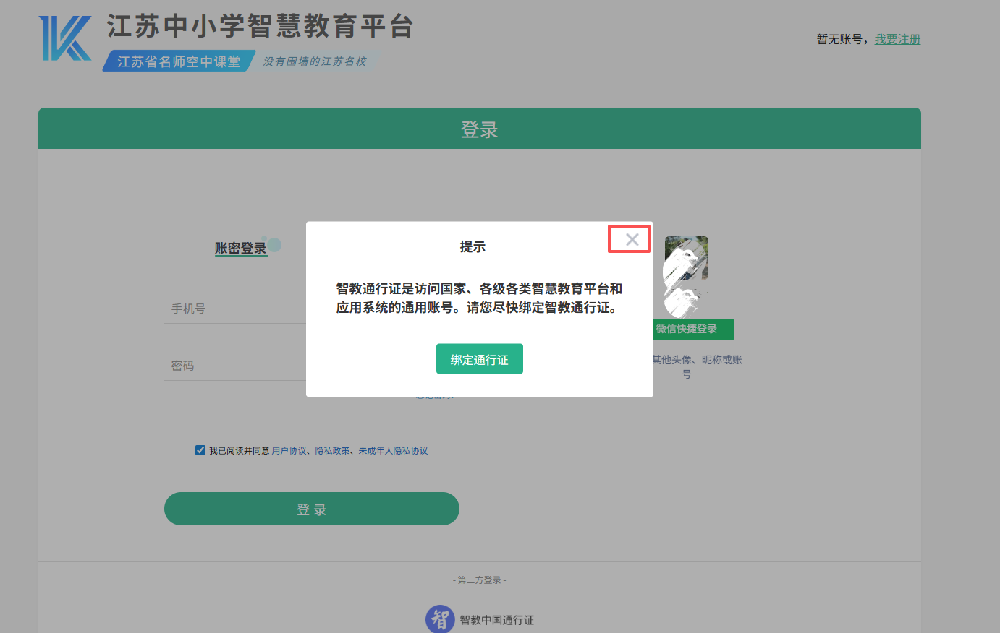 江苏中小学智慧教育平台
江苏省名师空中课堂
没有围墙的江苏名校
暂无账号，我要注册
登录
账密登录
手机号
密码
提示
智教通行证是访问国家、各级各类智慧教育平台和
应用系统的通用账号。请您尽快绑定智教通行证。
绑定通行证
微信快捷登录
其他头像、昵称或账
号
我已阅读并同意 用户协议、隐私政策、未成年人隐私协议
登 录
- 第三方登录 -
智
智教中国通行证